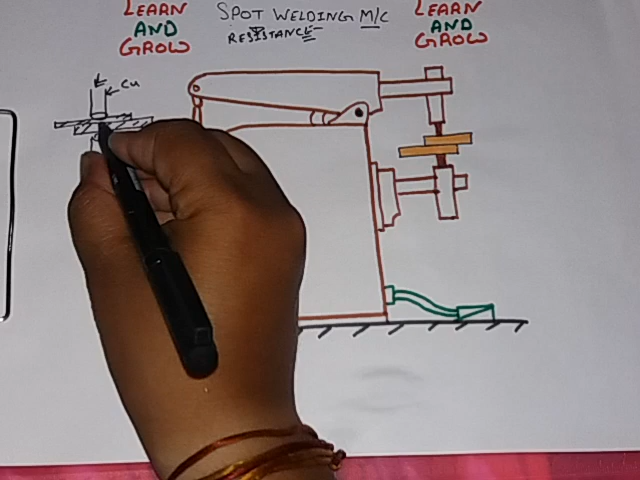 LEARN
AND
GROW
SPOT WELDING M/C
RESISTANCE
LEARN
AND
GROW
Cu